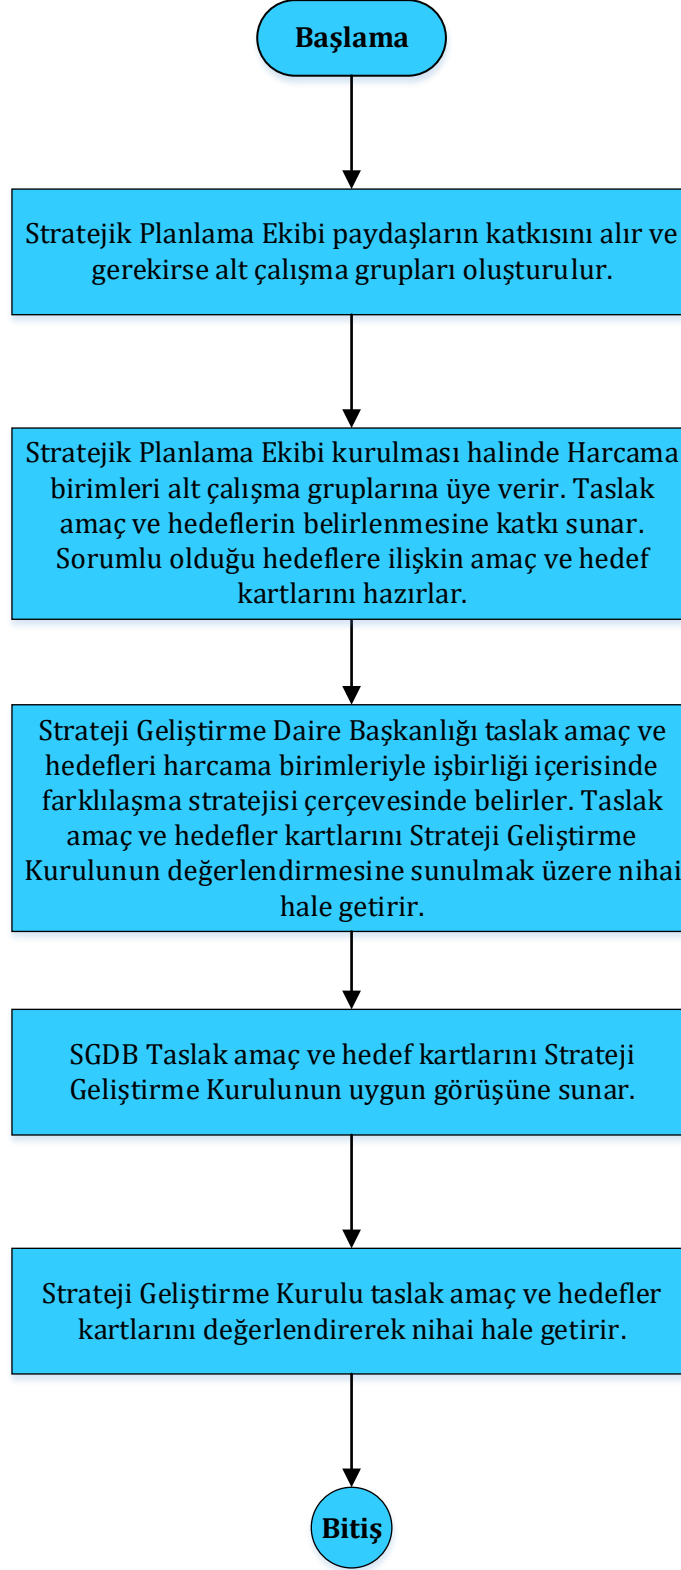 Başlama
Stratejik Planlama Ekibi paydaşların katkısını alır ve
gerekirse alt çalışma grupları oluşturulur.
Stratejik Planlama Ekibi kurulması halinde Harcama
birimleri alt çalışma gruplarına üye verir. Taslak
amaç ve hedeflerin belirlenmesine katkı sunar.
Sorumlu olduğu hedeflere ilişkin amaç ve hedef
kartlarını hazırlar.
Strateji Geliştirme Daire Başkanlığı taslak amaç ve
hedefleri harcama birimleriyle işbirliği içerisinde
farklılaşma stratejisi çerçevesinde belirler. Taslak
amaç ve hedefler kartlarını Strateji Geliştirme
Kurulunun değerlendirmesine sunulmak üzere nihai
hale getirir.
SGDB Taslak amaç ve hedef kartlarını Strateji
Geliştirme Kurulunun uygun görüşüne sunar.
Strateji Geliştirme Kurulu taslak amaç ve hedefler
kartlarını değerlendirerek nihai hale getirir.
Bitiş